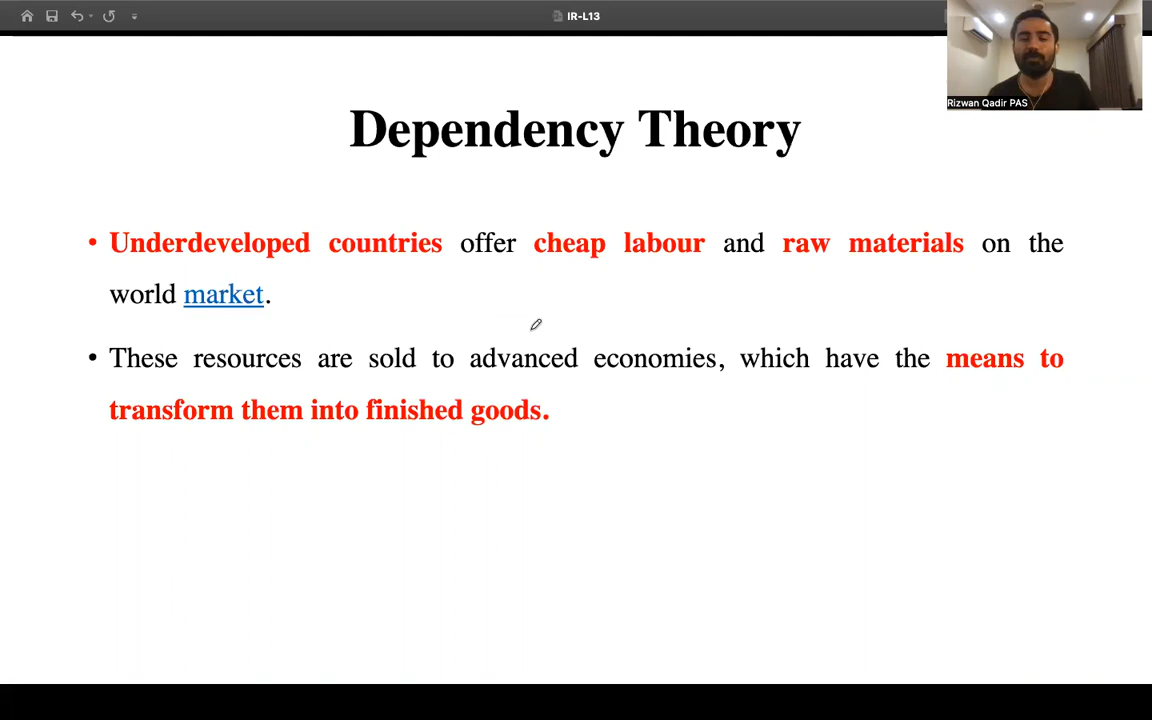 IR-L13
Rizwan Qadir PAS
Dependency Theory
• Underdeveloped countries offer cheap labour and raw materials on the
world market.
• These resources are sold to advanced economies, which have the means to
transform them into finished goods.